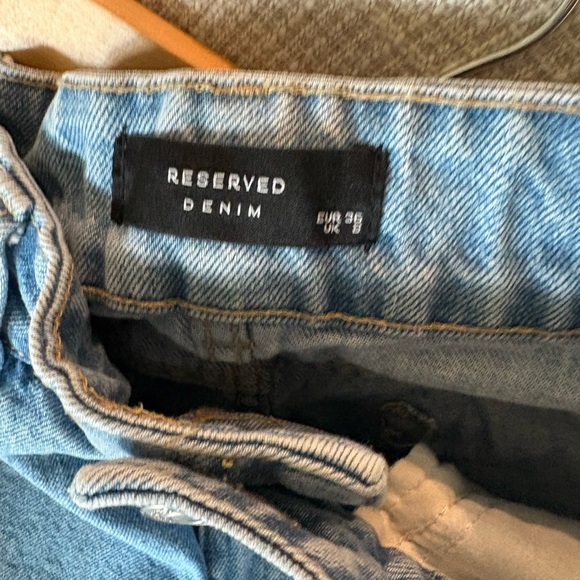 RESERVED
DENIM
EUR 36
UK 8